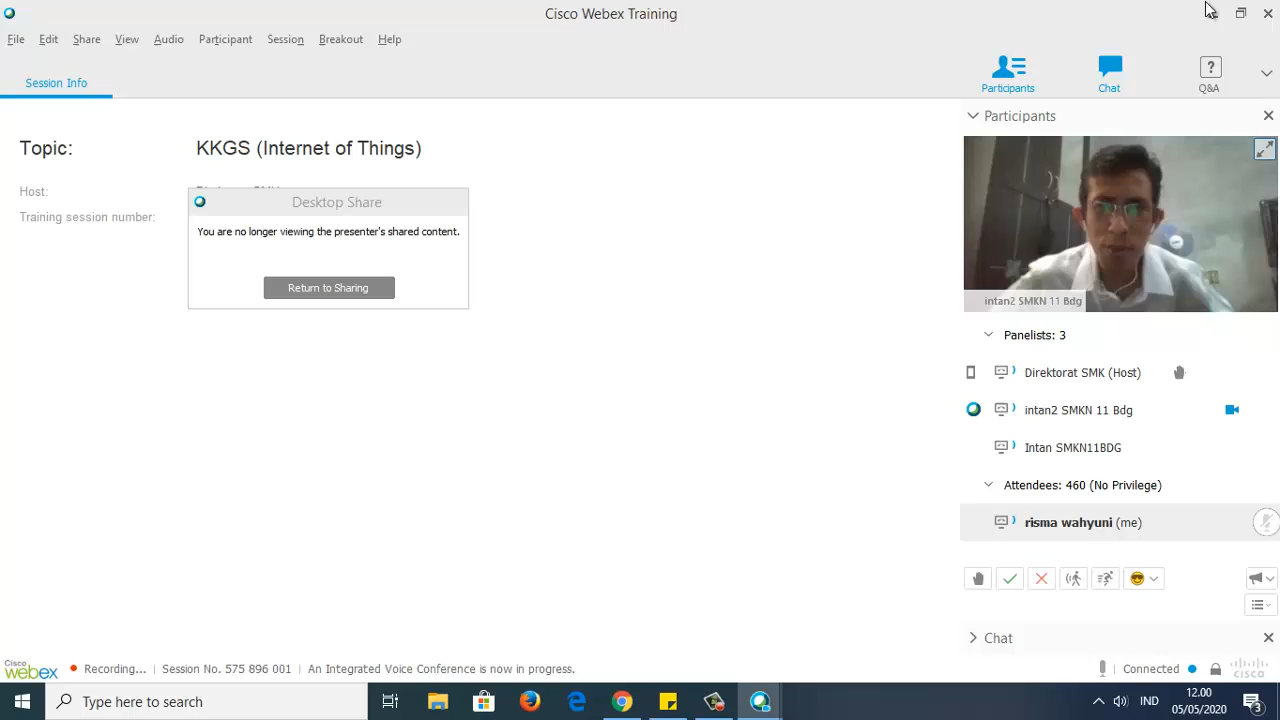 Cisco Webex Training
File Edit Share View Audio Participant Session Breakout Help
Session Info
Participants Chat Q&A
Topic: KKGS (Internet of Things)
Host:
Training session number:
Desktop Share
You are no longer viewing the presenter's shared content.
Return to Sharing
Participants
intan2 SMKN 11 Bdg
Panelists: 3
Direktorat SMK (Host)
intan2 SMKN 11 Bdg
Intan SMKN11BDG
Attendees: 460 (No Privilege)
risma wahyuni (me)
Chat
Cisco webex Recording... Session No. 575 896 001 An Integrated Voice Conference is now in progress. Connected cisco
Type here to search
IND 12.00
05/05/2020 3